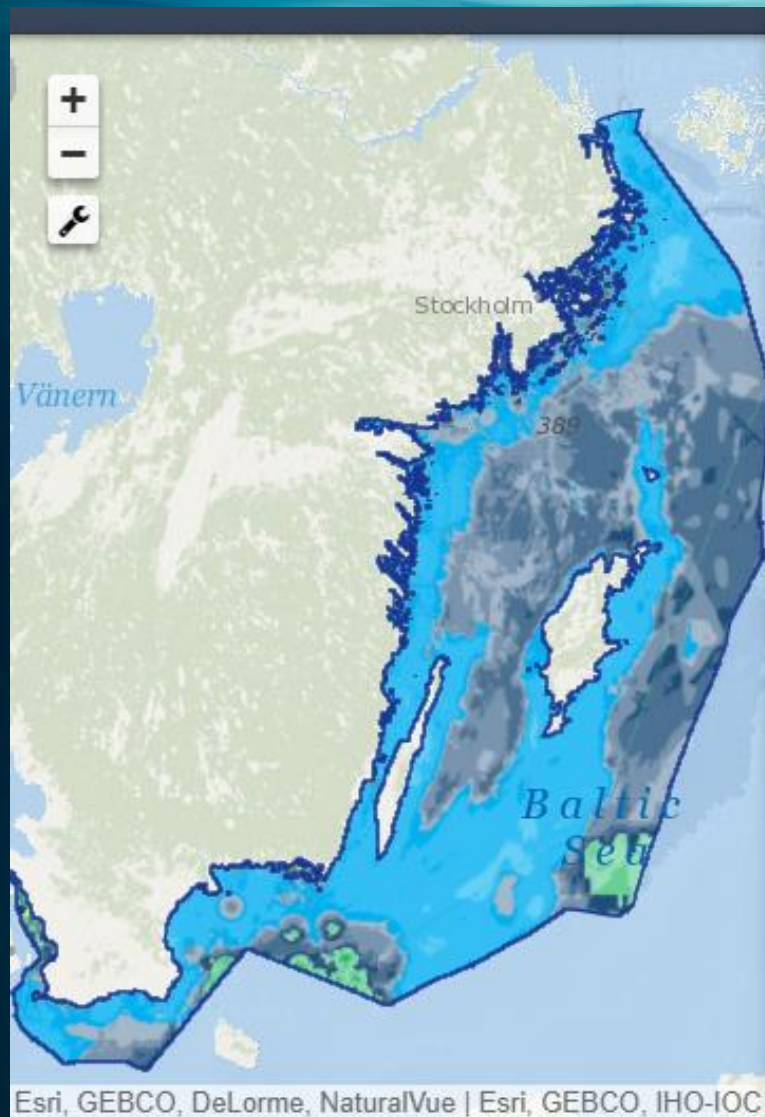 +
−
Stockholm
Vänern
389
Baltic
Sea
Esri, GEBCO, DeLorme, NaturalVue | Esri, GEBCO, IHO-IOC